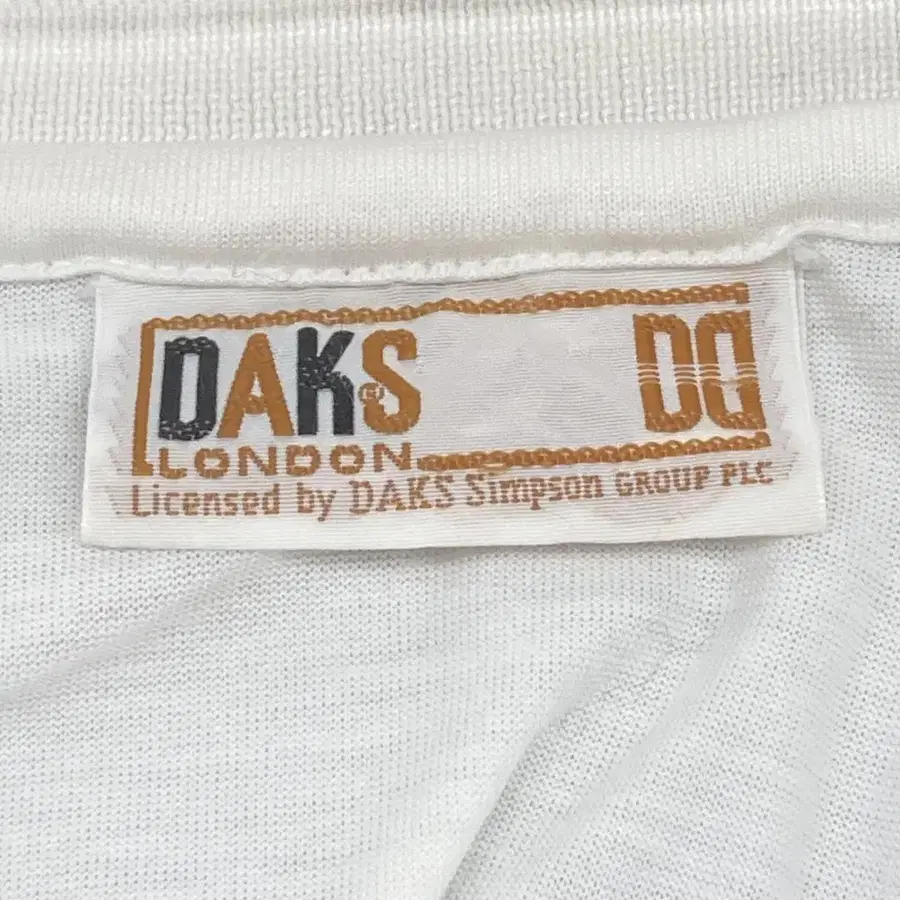 DAKS® DD
LONDON
Licensed by DAKS Simpson GROUP PLC